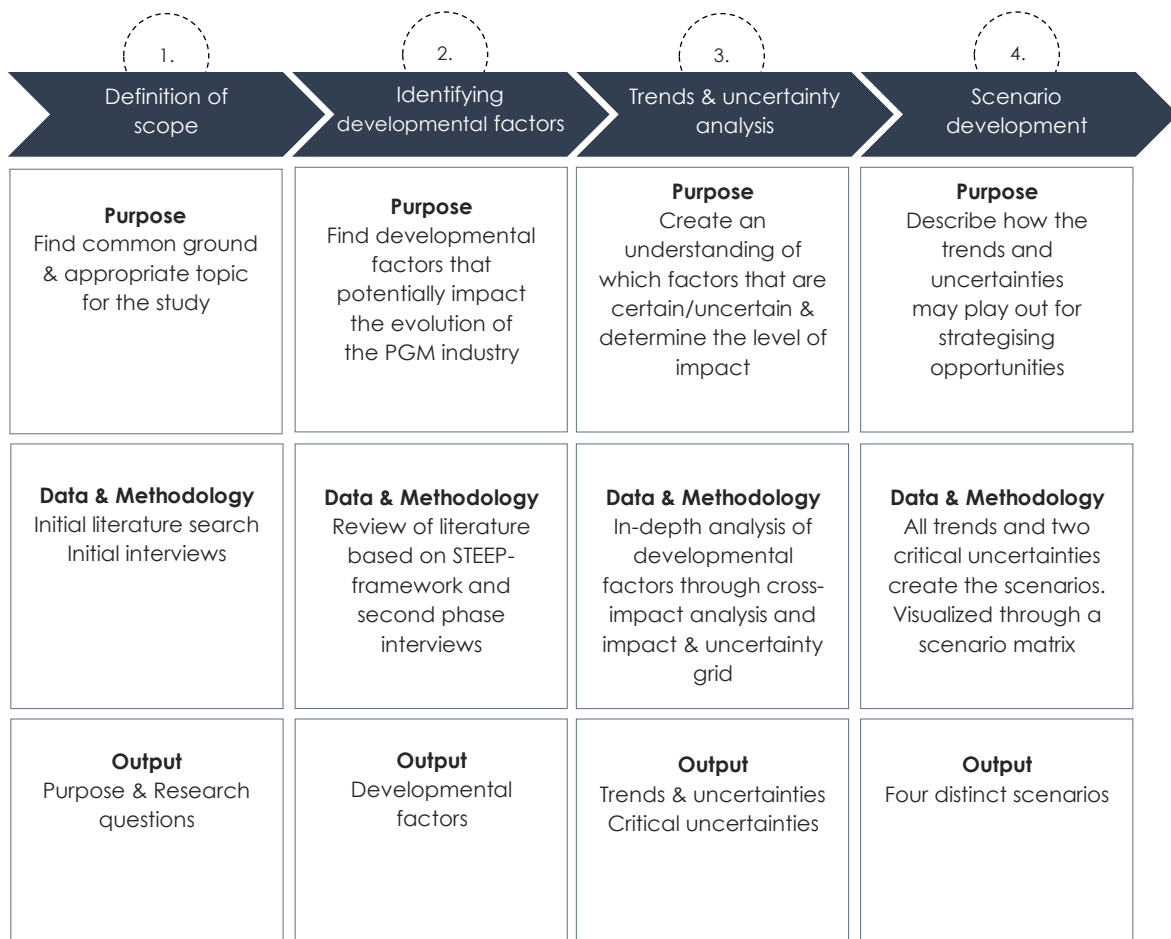 1.
2.
3.
4.
Definition of
scope
Identifying
developmental factors
Trends & uncertainty
analysis
Scenario
development
Purpose
Find common ground
& appropriate topic
for the study
Purpose
Find developmental
factors that
potentially impact
the evolution of
the PGM industry
Purpose
Create an
understanding of
which factors that are
certain/uncertain &
determine the level of
impact
Purpose
Describe how the
trends and
uncertainties
may play out for
strategising
opportunities
Data & Methodology
Initial literature search
Initial interviews
Data & Methodology
Review of literature
based on STEEP-
framework and
second phase
interviews
Data & Methodology
In-depth analysis of
developmental
factors through cross-
impact analysis and
impact & uncertainty
grid
Data & Methodology
All trends and two
critical uncertainties
create the scenarios.
Visualized through a
scenario matrix
Output
Purpose & Research
questions
Output
Developmental
factors
Output
Trends & uncertainties
Critical uncertainties
Output
Four distinct scenarios